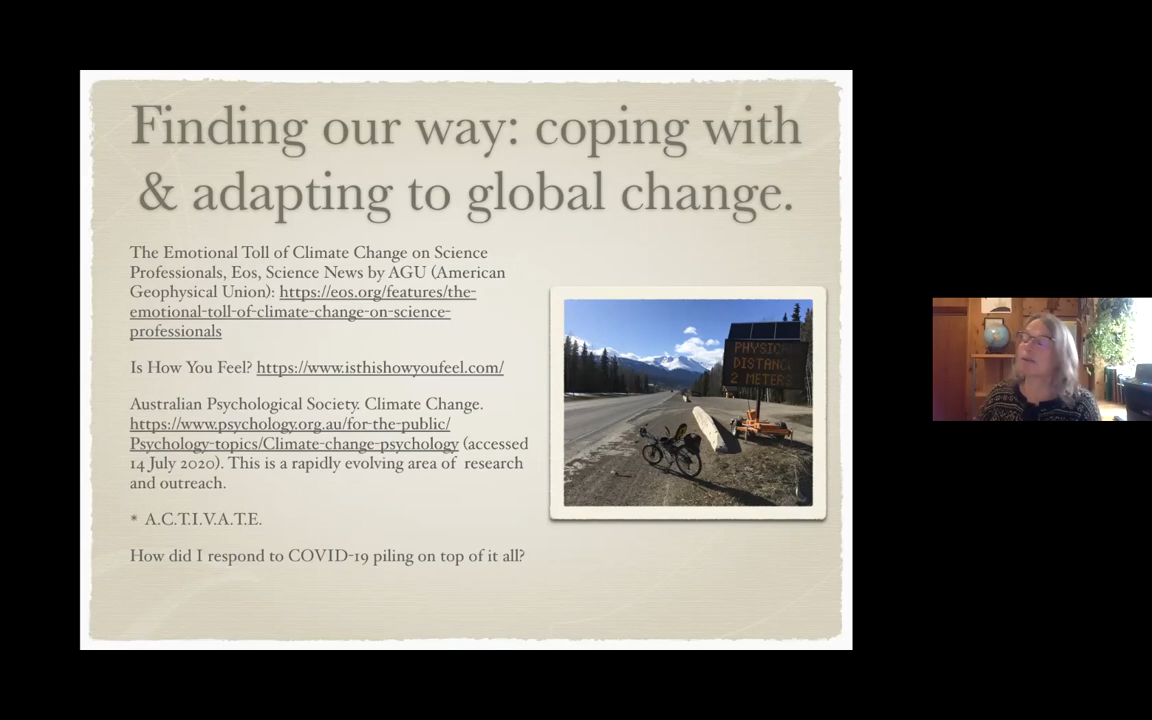 Finding our way: coping with
& adapting to global change.
The Emotional Toll of Climate Change on Science
Professionals, Eos, Science News by AGU (American
Geophysical Union): https://eos.org/features/the-
emotional-toll-of-climate-change-on-science-
professionals
Is How You Feel? https://www.isthishowyoufeel.com/
Australian Psychological Society. Climate Change.
https://www.psychology.org.au/for-the-public/
Psychology-topics/Climate-change-psychology (accessed
14 July 2020). This is a rapidly evolving area of research
and outreach.
* A.C.T.I.V.A.T.E.
How did I respond to COVID-19 piling on top of it all?
PHYSIC
DISTANC
2 METERS